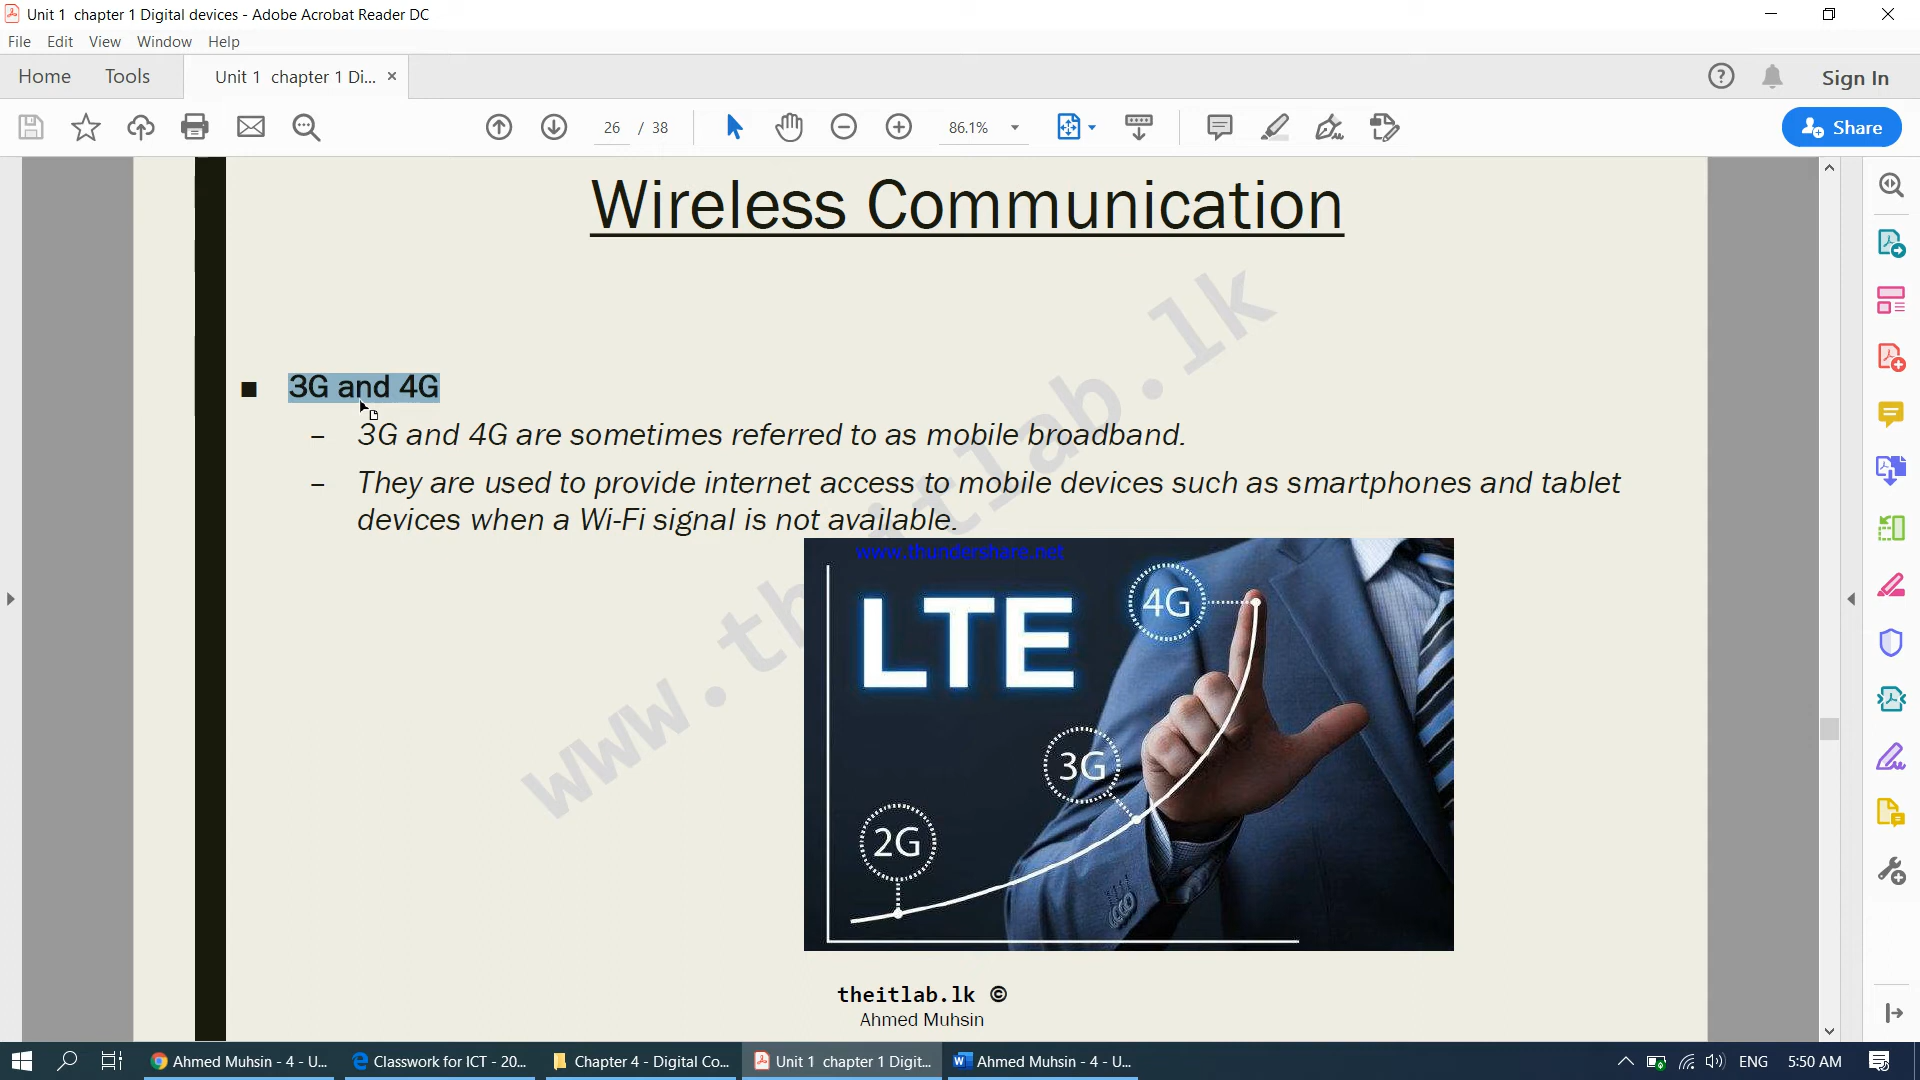 Unit 1  chapter 1 Digital devices - Adobe Acrobat Reader DC
File Edit View Window Help
Home Tools Unit 1  chapter 1 Di... × Sign In
26 / 38 86.1% Share
Wireless Communication
■ 3G and 4G
– 3G and 4G are sometimes referred to as mobile broadband.
– They are used to provide internet access to mobile devices such as smartphones and tablet
devices when a Wi-Fi signal is not available.
www.theitlab.lk
www.thundershare.net
LTE
4G
3G
2G
theitlab.lk ©
Ahmed Muhsin
Ahmed Muhsin - 4 - U... Classwork for ICT - 20... Chapter 4 - Digital Co... Unit 1  chapter 1 Digit... Ahmed Muhsin - 4 - U... ENG 5:50 AM